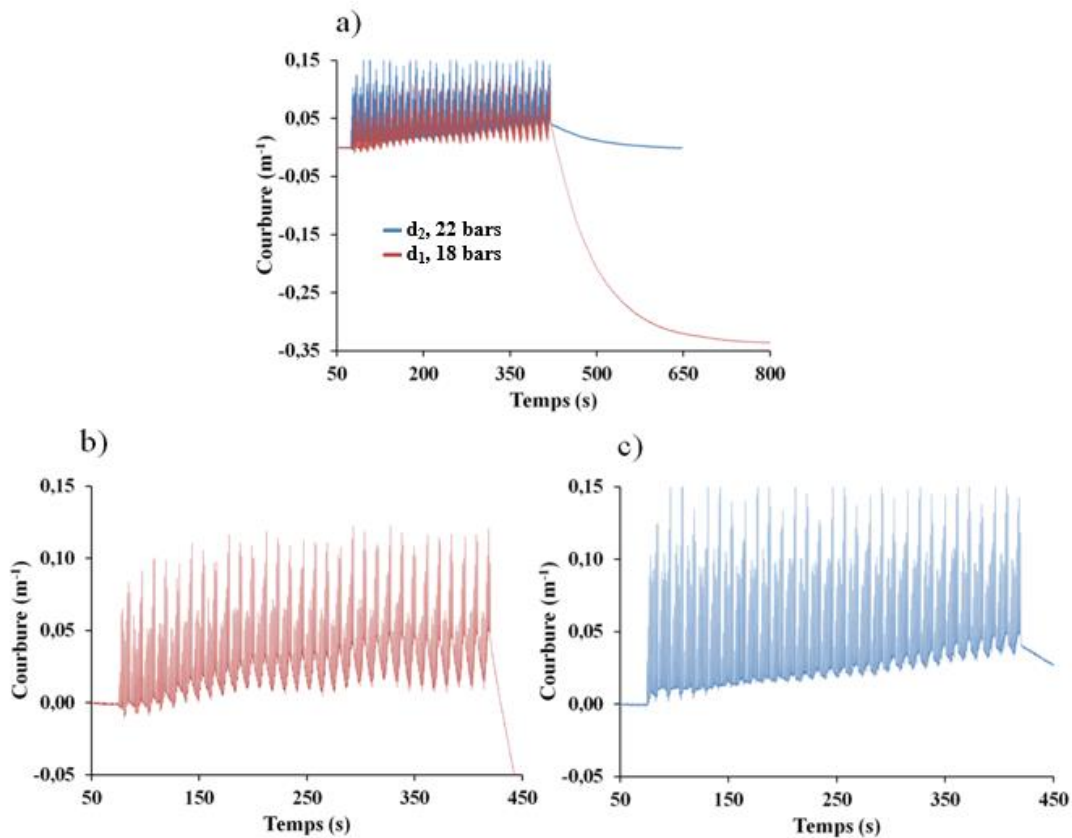 a)
0,15
0,05
-0,05
-0,15
-0,25
-0,35
Courbure (m⁻¹)
d₂, 22 bars
d₁, 18 bars
50 200 350 500 650 800
Temps (s)
b)
0,15
0,10
0,05
0,00
-0,05
Courbure (m⁻¹)
50 150 250 350 450
Temps (s)
c)
0,15
0,10
0,05
0,00
-0,05
Courbure (m⁻¹)
50 150 250 350 450
Temps (s)